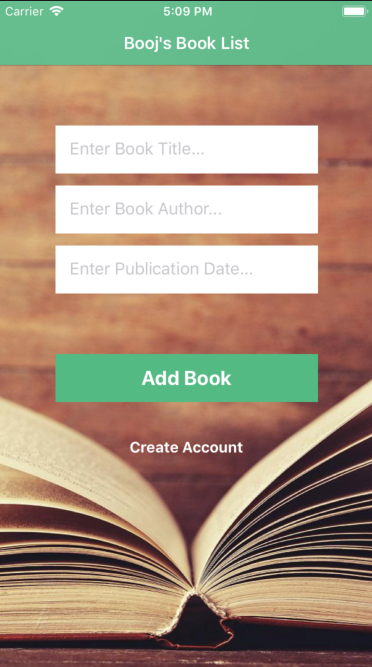 Carrier 5:09 PM
Booj's Book List
Enter Book Title...
Enter Book Author...
Enter Publication Date...
Add Book
Create Account